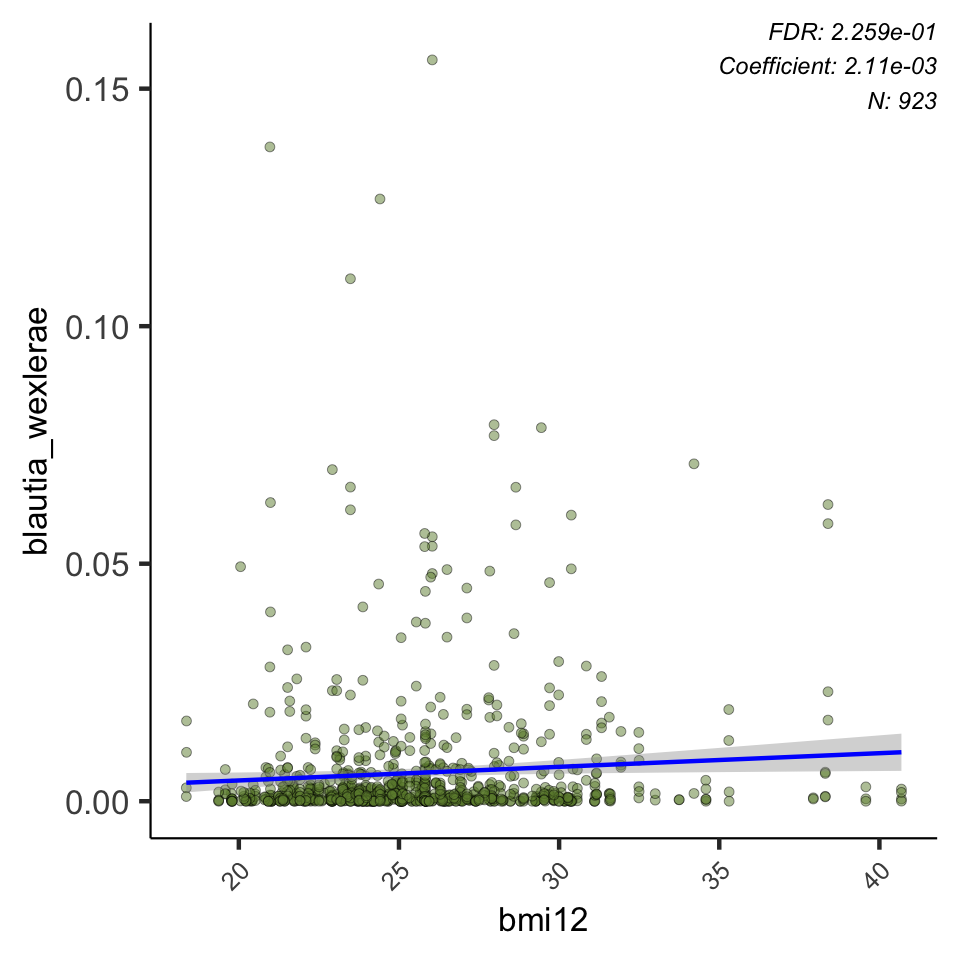 FDR: 2.259e-01
Coefficient: 2.11e-03
N: 923
0.15
0.10
0.05
0.00
blautia_wexlerae
20 25 30 35 40
bmi12